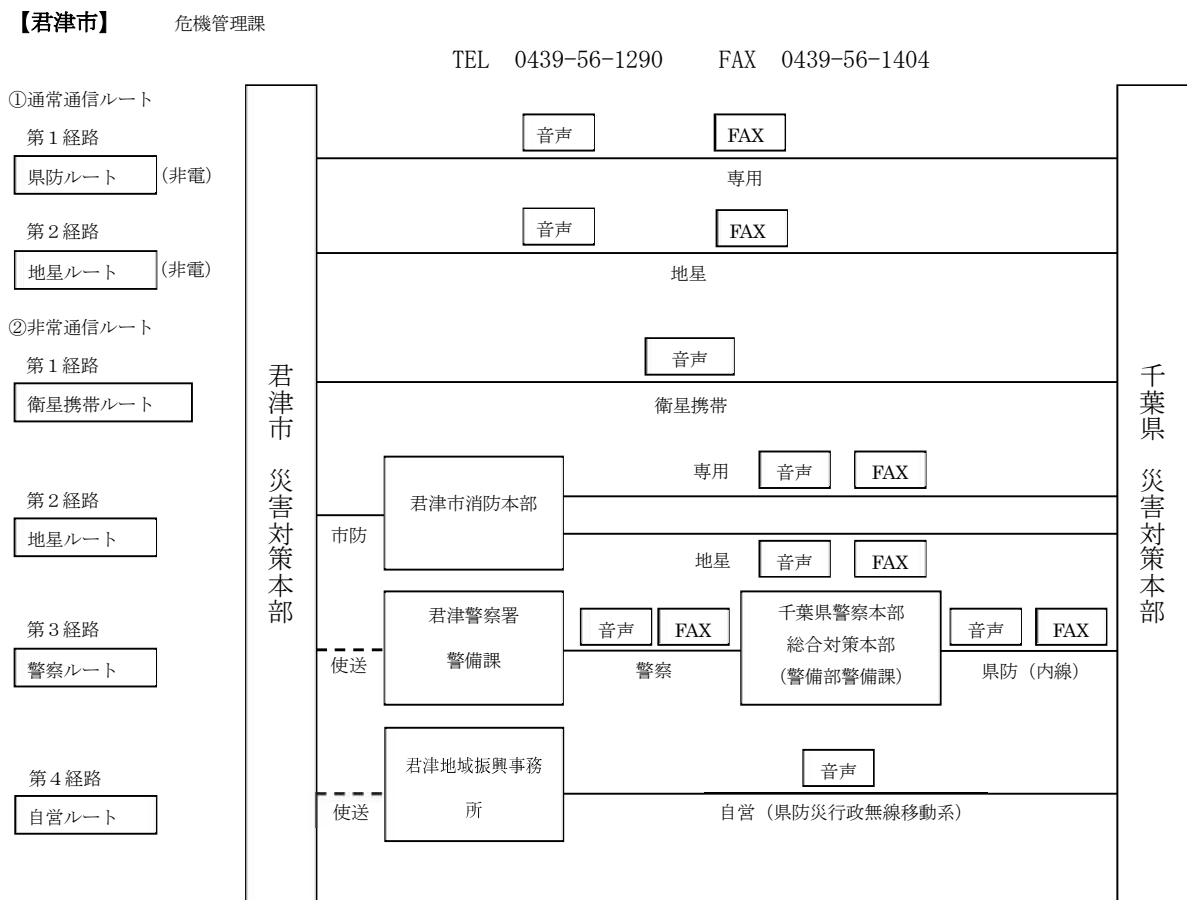 【君津市】 危機管理課
TEL 0439-56-1290 FAX 0439-56-1404
①通常通信ルート
第1経路
県防ルート (非電)
音声 FAX
専用
第2経路
地星ルート (非電)
音声 FAX
地星
②非常通信ルート
第1経路
衛星携帯ルート
音声
衛星携帯
君津市 災害対策本部
千葉県 災害対策本部
第2経路
地星ルート
市防
君津市消防本部
専用 音声 FAX
地星 音声 FAX
第3経路
警察ルート
使送
君津警察署
警備課
音声 FAX
警察
千葉県警察本部
総合対策本部
(警備部警備課)
音声 FAX
県防(内線)
第4経路
自営ルート
使送
君津地域振興事務
所
音声
自営(県防災行政無線移動系)